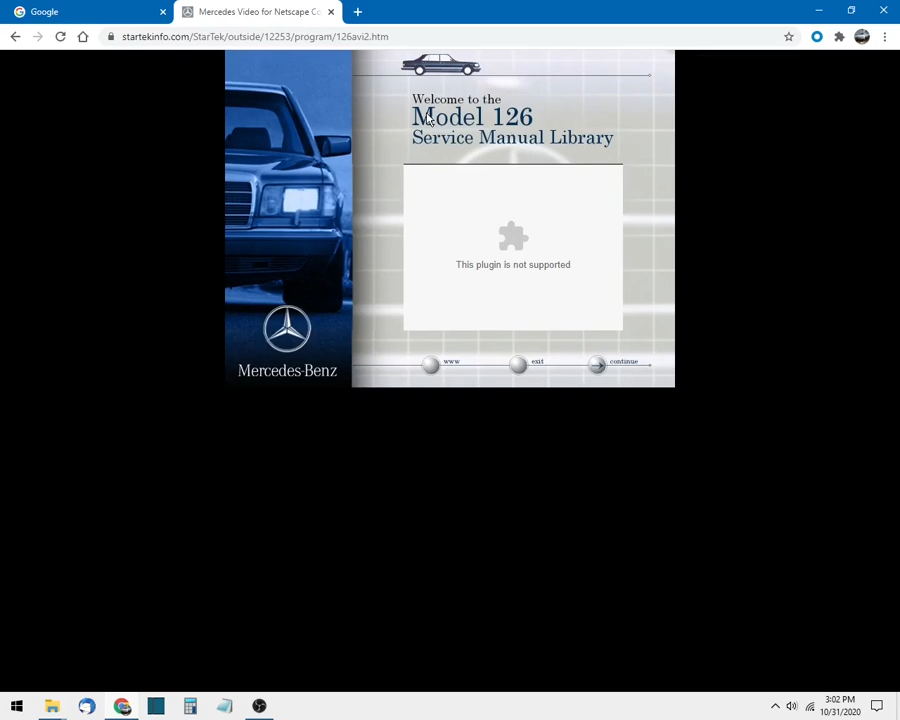 Google
Mercedes Video for Netscape Co
startekinfo.com/StarTek/outside/12253/program/126avi2.htm
Welcome to the
Model 126
Service Manual Library
This plugin is not supported
Mercedes-Benz
www
exit
continue
3:02 PM
10/31/2020